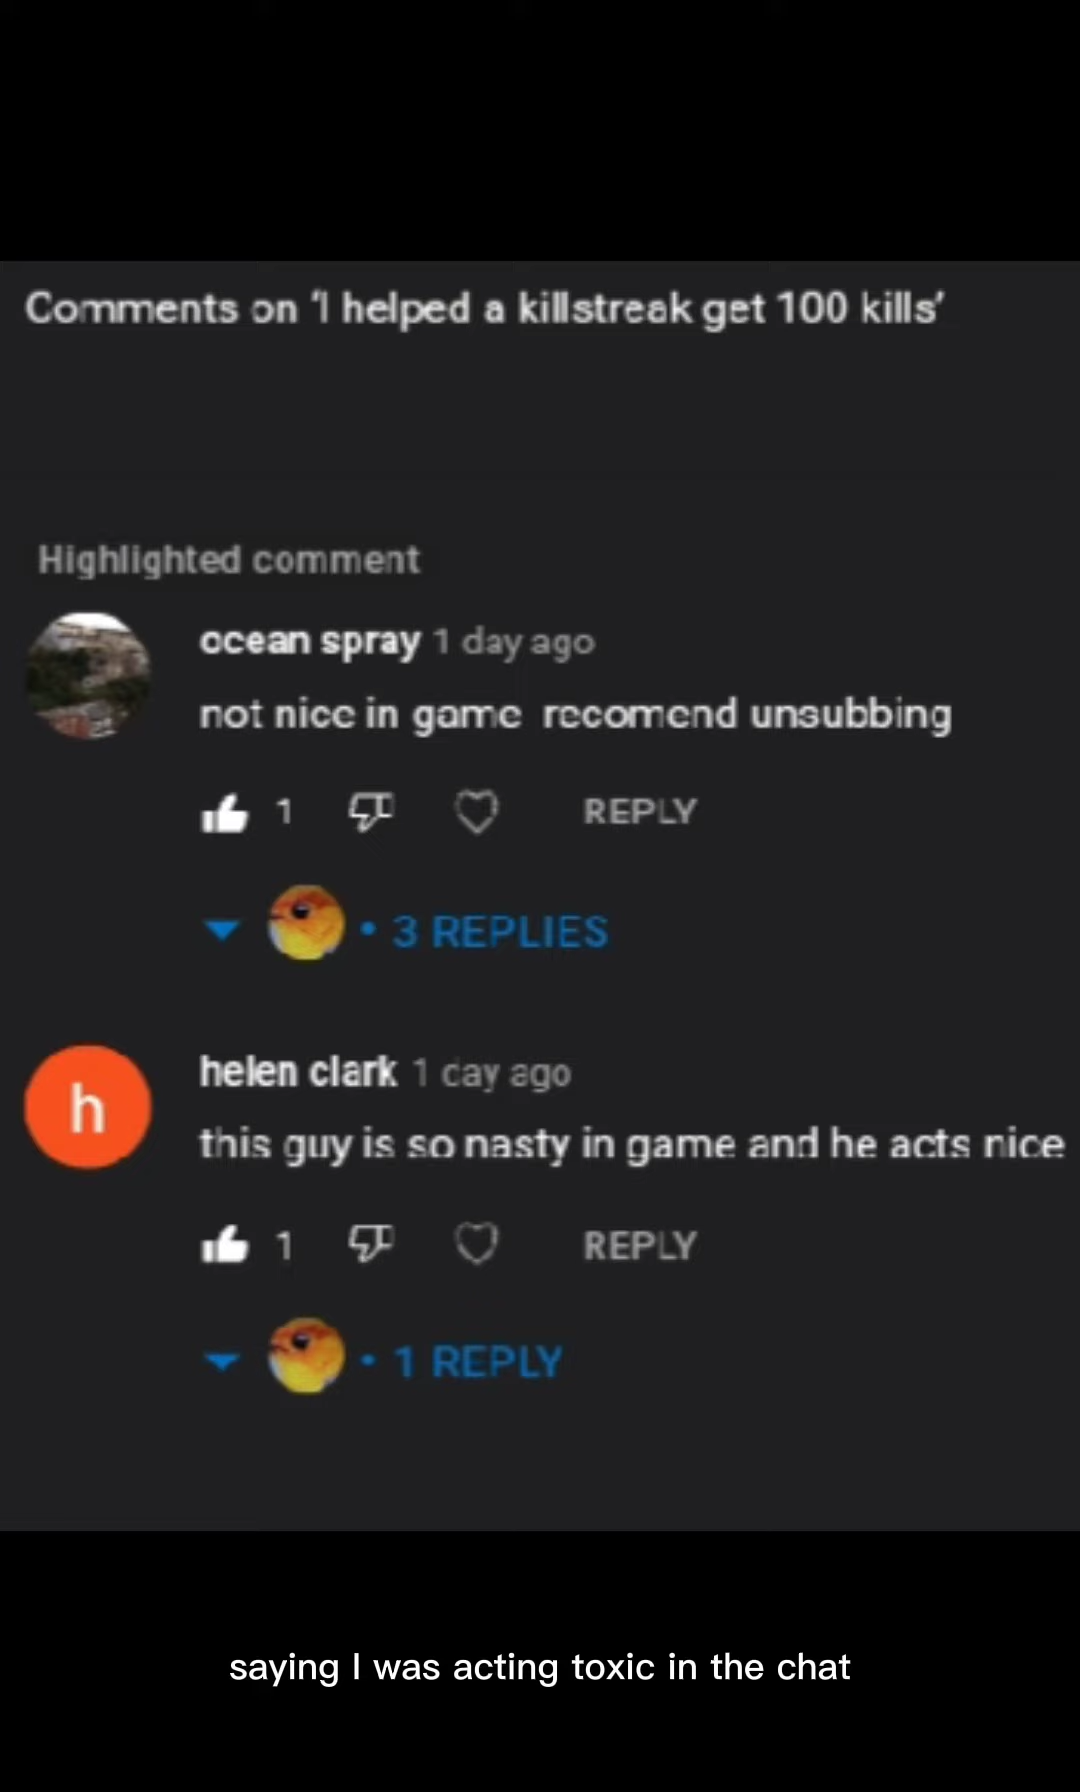 Comments on 'I helped a killstreak get 100 kills'
Highlighted comment
ocean spray 1 day ago
not nice in game recomend unsubbing
1 REPLY
3 REPLIES
h
helen clark 1 day ago
this guy is so nasty in game and he acts nice
1 REPLY
1 REPLY
saying I was acting toxic in the chat